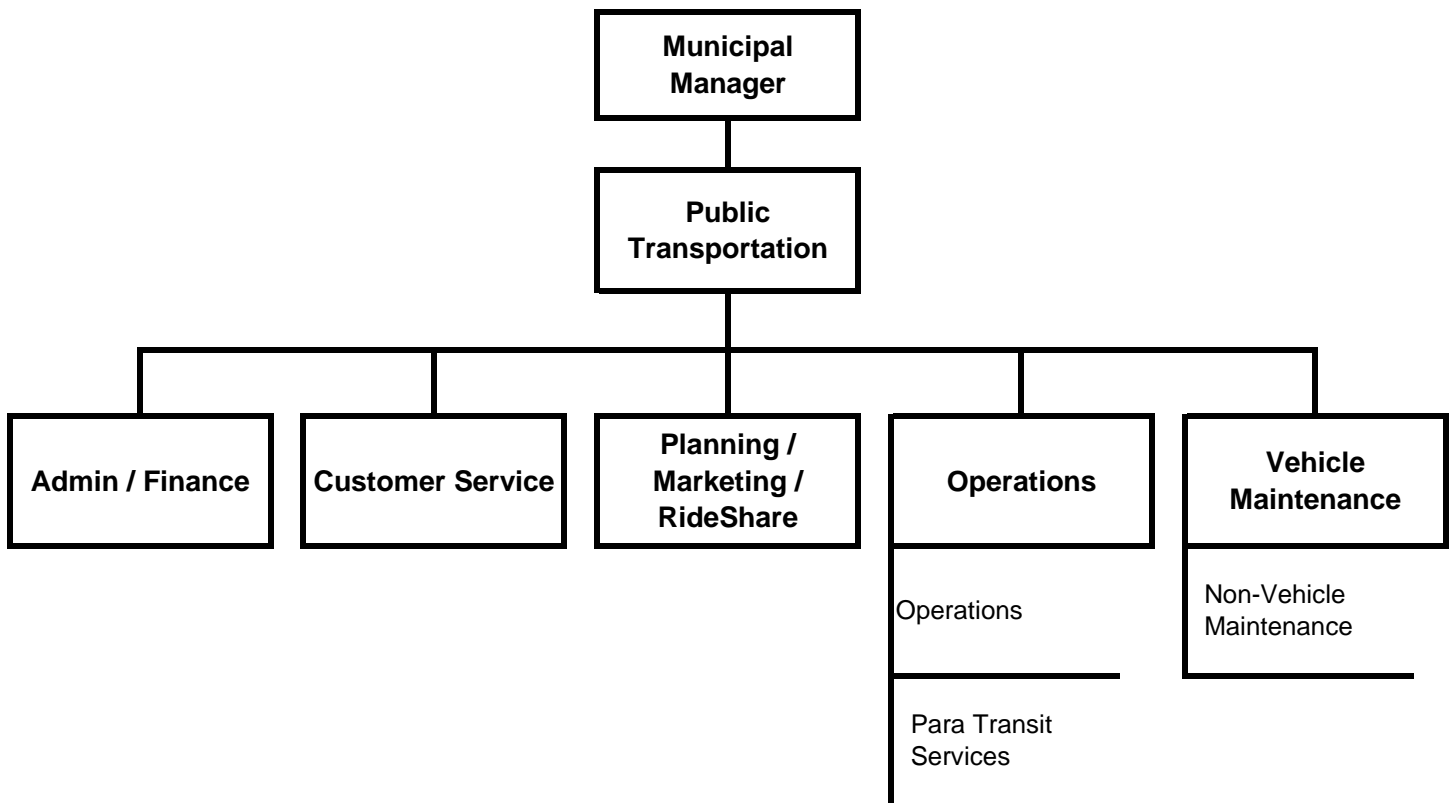 Municipal
Manager
Public
Transportation
Admin / Finance
Customer Service
Planning /
Marketing /
RideShare
Operations
Vehicle
Maintenance
Operations
Non-Vehicle
Maintenance
Para Transit
Services